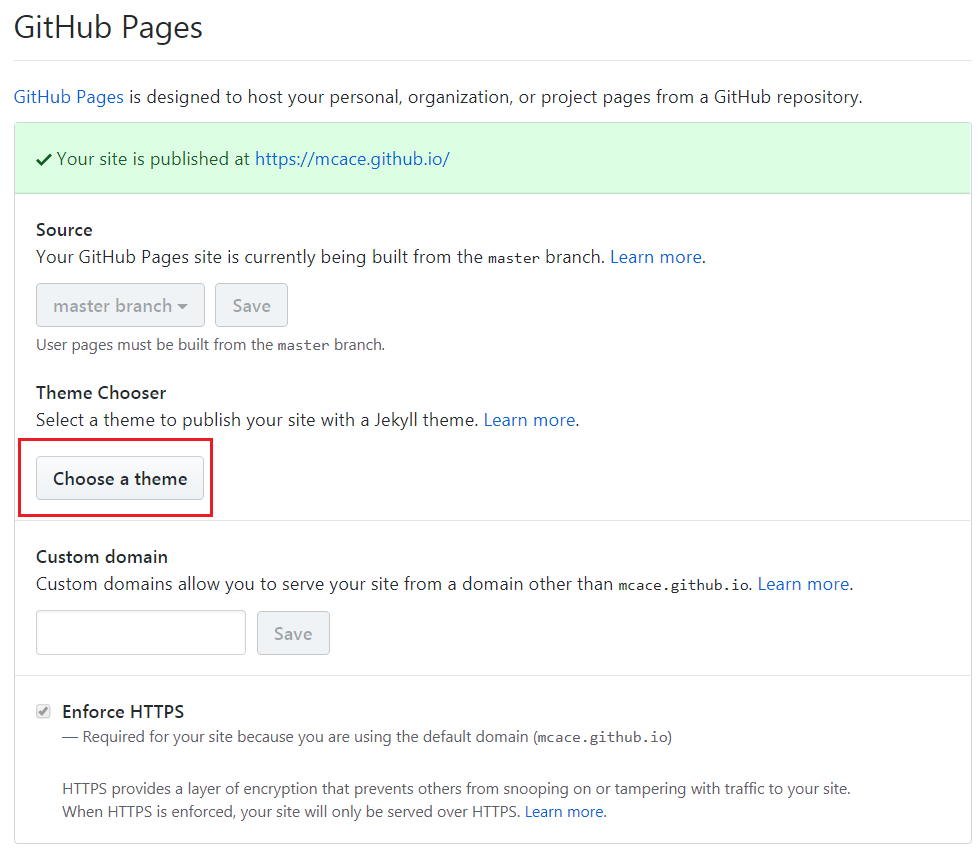 GitHub Pages
GitHub Pages is designed to host your personal, organization, or project pages from a GitHub repository.
Your site is published at https://mcace.github.io/
Source
Your GitHub Pages site is currently being built from the master branch. Learn more.
master branch Save
User pages must be built from the master branch.
Theme Chooser
Select a theme to publish your site with a Jekyll theme. Learn more.
Choose a theme
Custom domain
Custom domains allow you to serve your site from a domain other than mcace.github.io. Learn more.
Save
Enforce HTTPS
— Required for your site because you are using the default domain (mcace.github.io)
HTTPS provides a layer of encryption that prevents others from snooping on or tampering with traffic to your site.
When HTTPS is enforced, your site will only be served over HTTPS. Learn more.